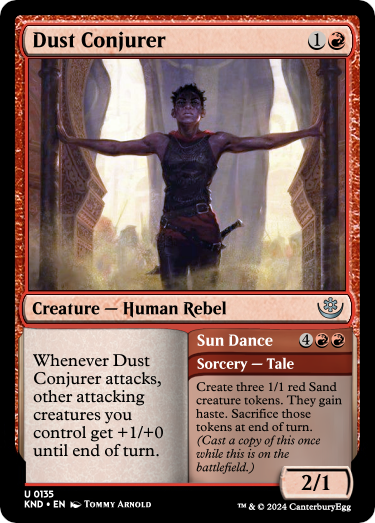 Dust Conjurer 1
Creature — Human Rebel
Whenever Dust
Conjurer attacks,
other attacking
creatures you
control get +1/+0
until end of turn.
Sun Dance 4
Sorcery — Tale
Create three 1/1 red Sand
creature tokens. They gain
haste. Sacrifice those
tokens at end of turn.
(Cast a copy of this once
while this is on the
battlefield.)
2/1
U 0135
KND • EN Tommy Arnold
™ & © 2024 CanterburyEgg